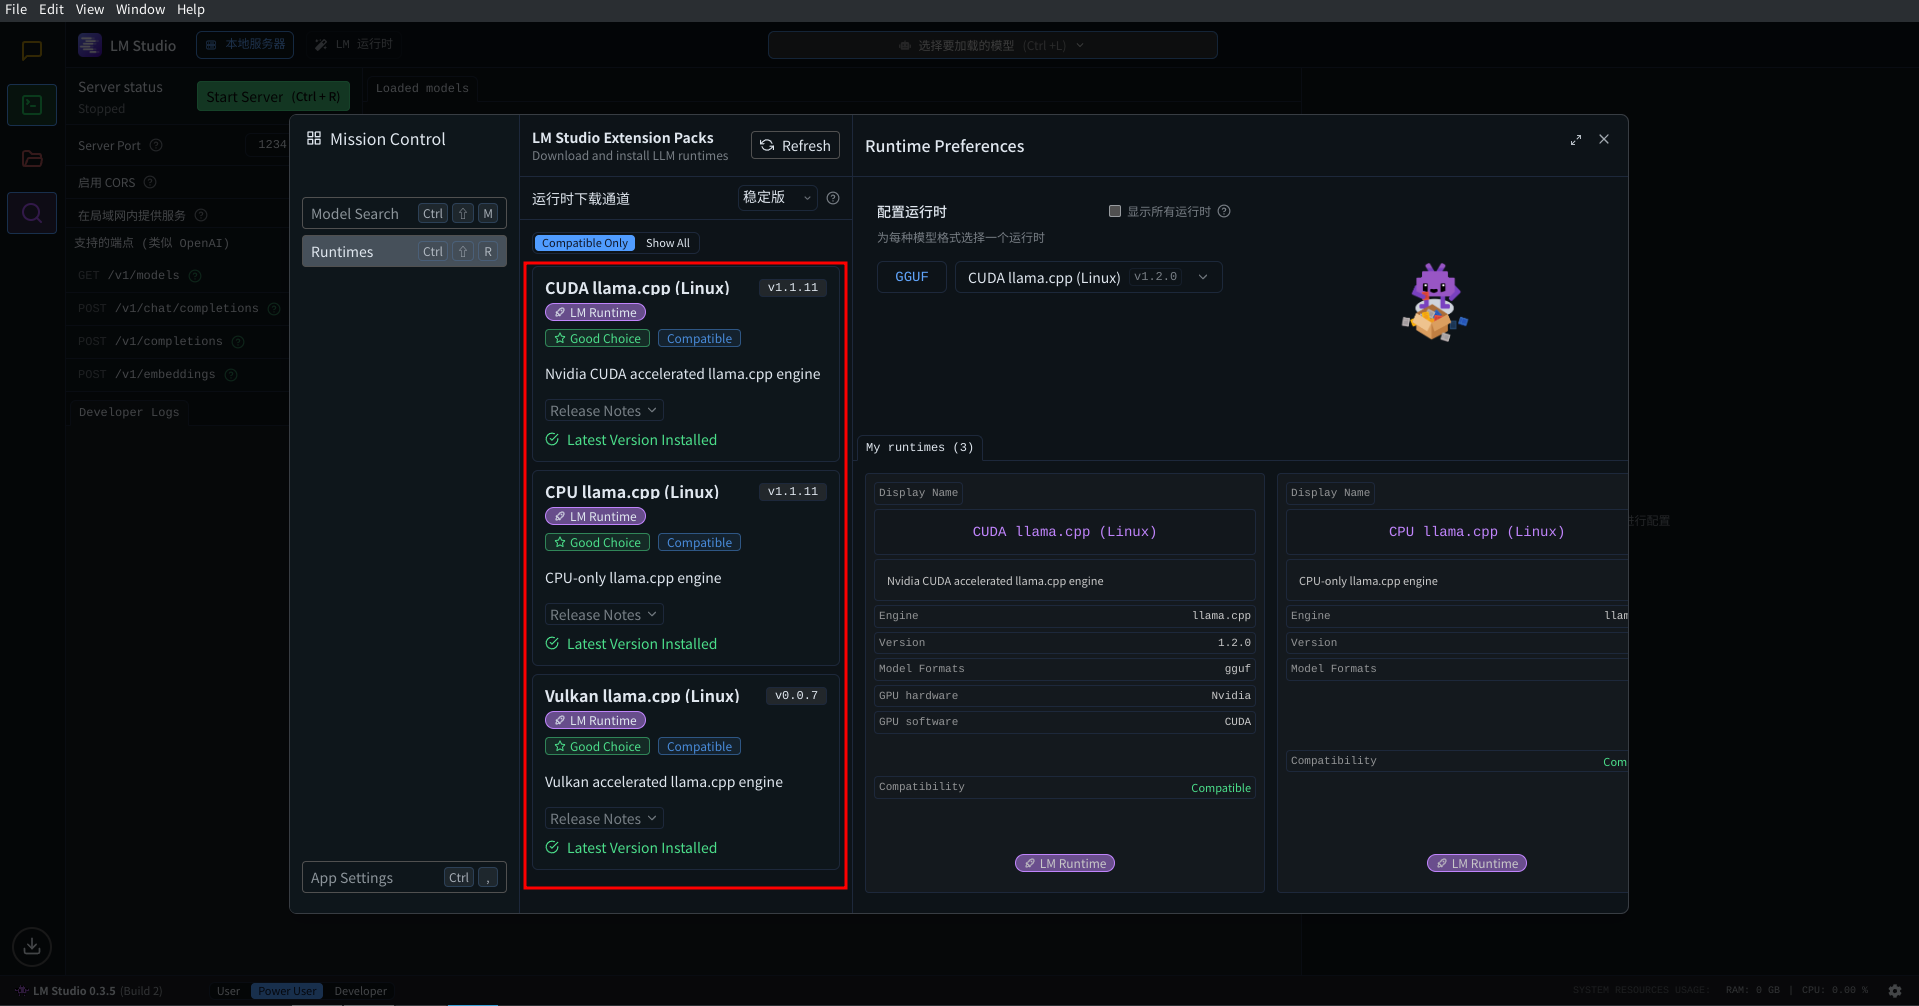 File Edit View Window Help
LM Studio
本地服务器
LM 运行时
选择要加载的模型 (Ctrl +L)
Server status
Stopped
Start Server (Ctrl + R)
Loaded models
Server Port
1234
启用 CORS
在局域网内提供服务
支持的端点 (类似 OpenAI)
GET /v1/models
POST /v1/chat/completions
POST /v1/completions
POST /v1/embeddings
Developer Logs
Mission Control
Model Search Ctrl ⇧ M
Runtimes Ctrl ⇧ R
App Settings Ctrl ,
LM Studio Extension Packs
Download and install LLM runtimes
Refresh
运行时下载通道
稳定版
Compatible Only Show All
CUDA llama.cpp (Linux) v1.1.11
LM Runtime
Good Choice Compatible
Nvidia CUDA accelerated llama.cpp engine
Release Notes
Latest Version Installed
CPU llama.cpp (Linux) v1.1.11
LM Runtime
Good Choice Compatible
CPU-only llama.cpp engine
Release Notes
Latest Version Installed
Vulkan llama.cpp (Linux) v0.0.7
LM Runtime
Good Choice Compatible
Vulkan accelerated llama.cpp engine
Release Notes
Latest Version Installed
Runtime Preferences
配置运行时
显示所有运行时
为每种模型格式选择一个运行时
GGUF CUDA llama.cpp (Linux) v1.2.0
My runtimes (3)
Display Name
CUDA llama.cpp (Linux)
Nvidia CUDA accelerated llama.cpp engine
Engine llama.cpp
Version 1.2.0
Model Formats gguf
GPU hardware Nvidia
GPU software CUDA
Compatibility Compatible
LM Runtime
Display Name
CPU llama.cpp (Linux)
CPU-only llama.cpp engine
Engine llam
Version
Model Formats
Compatibility Com
LM Runtime
行配置
LM Studio 0.3.5 (Build 2)
User Power User Developer
SYSTEM RESOURCES USAGE: RAM: 0 GB | CPU: 0.00 %